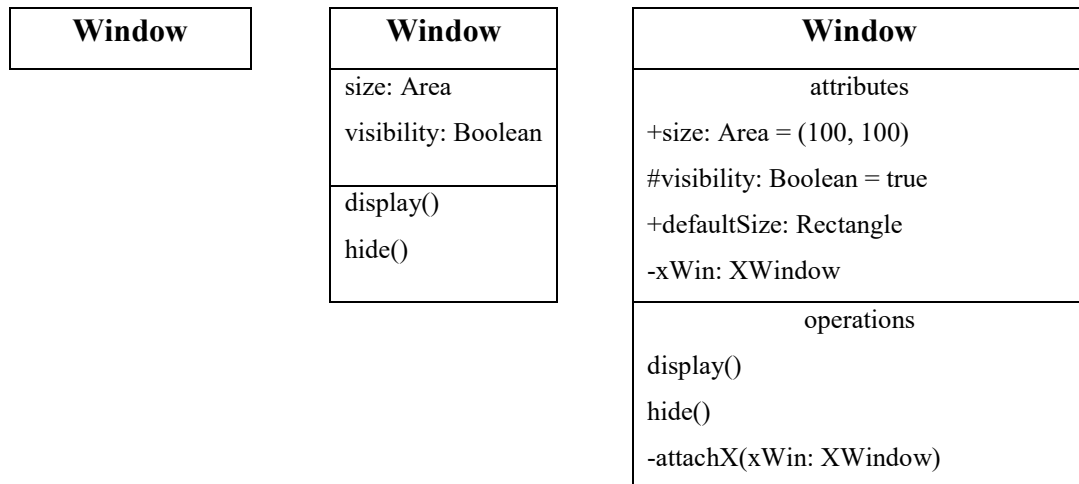 Window
Window
size: Area
visibility: Boolean
display()
hide()
Window
attributes
+size: Area = (100, 100)
#visibility: Boolean = true
+defaultSize: Rectangle
-xWin: XWindow
operations
display()
hide()
-attachX(xWin: XWindow)